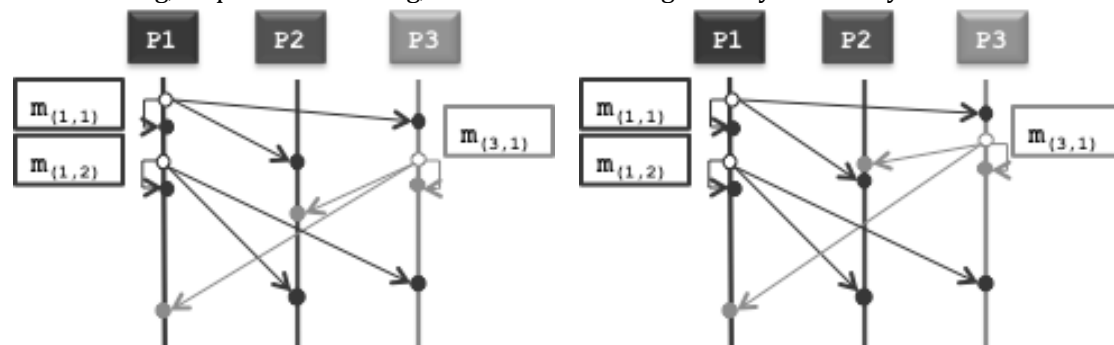 P1 P2 P3 P1 P2 P3
m(1,1) m(3,1) m(1,1) m(3,1)
m(1,2) m(1,2)